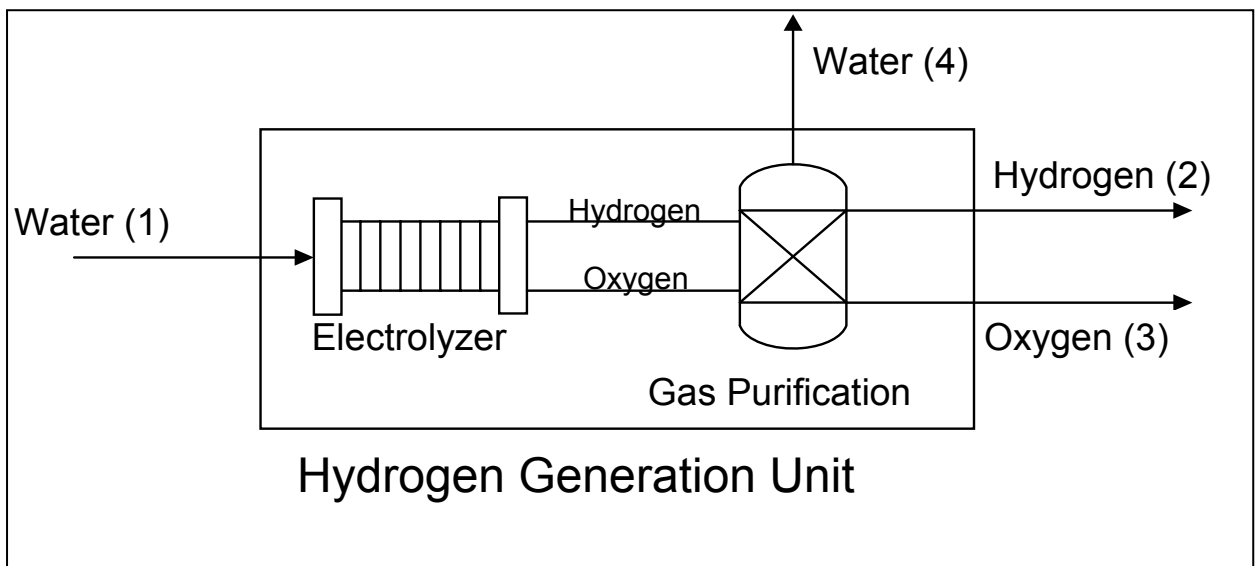 Water (4)
Hydrogen (2)
Water (1)
Hydrogen
Oxygen
Electrolyzer
Oxygen (3)
Gas Purification
Hydrogen Generation Unit